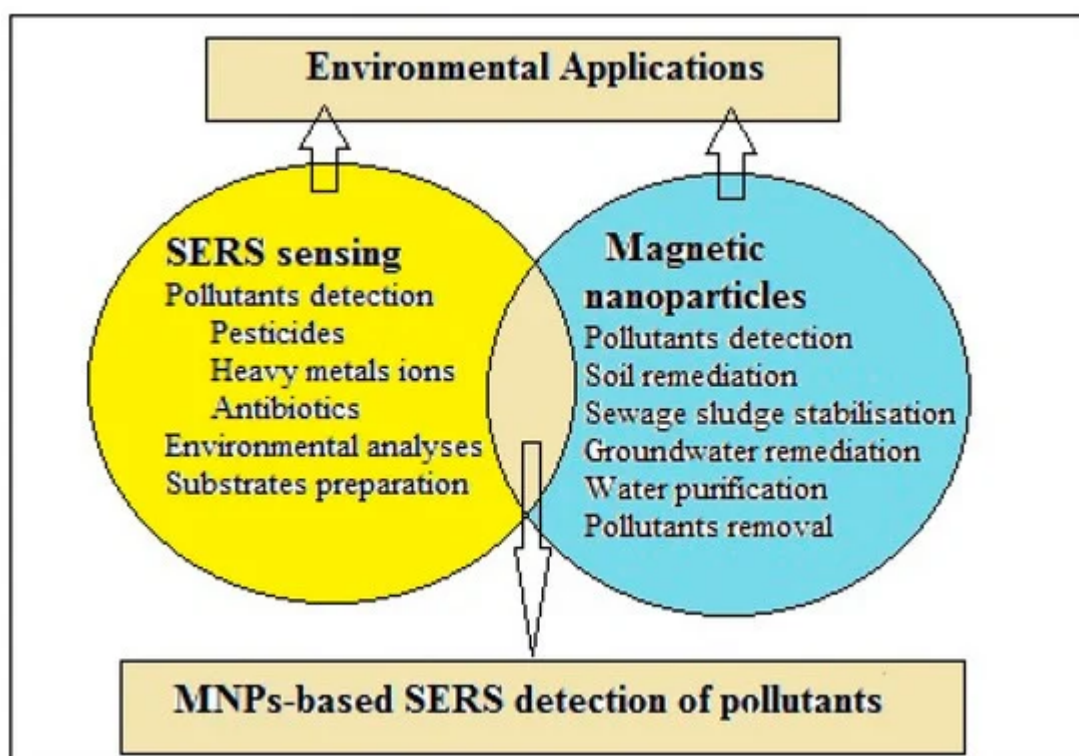 Environmental Applications
SERS sensing
Pollutants detection
Pesticides
Heavy metals ions
Antibiotics
Environmental analyses
Substrates preparation
Magnetic
nanoparticles
Pollutants detection
Soil remediation
Sewage sludge stabilisation
Groundwater remediation
Water purification
Pollutants removal
MNPs-based SERS detection of pollutants